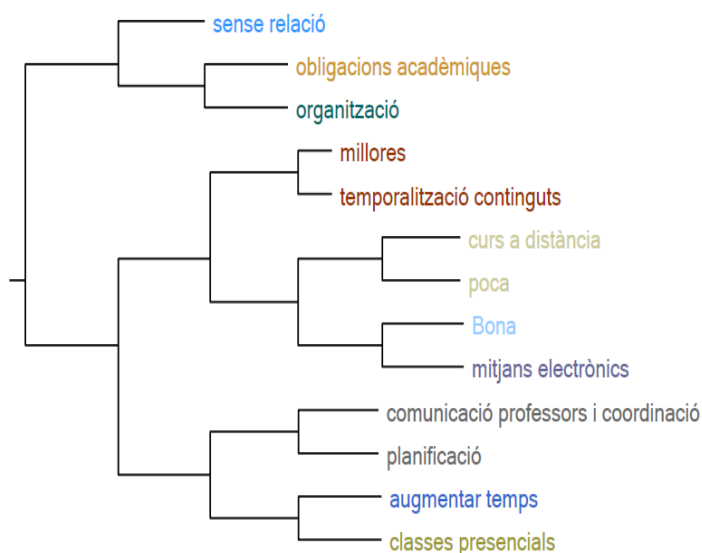 sense relació
obligacions acadèmiques
organització
millores
temporalització continguts
curs a distància
poca
Bona
mitjans electrònics
comunicació professors i coordinació
planificació
augmentar temps
classes presencials